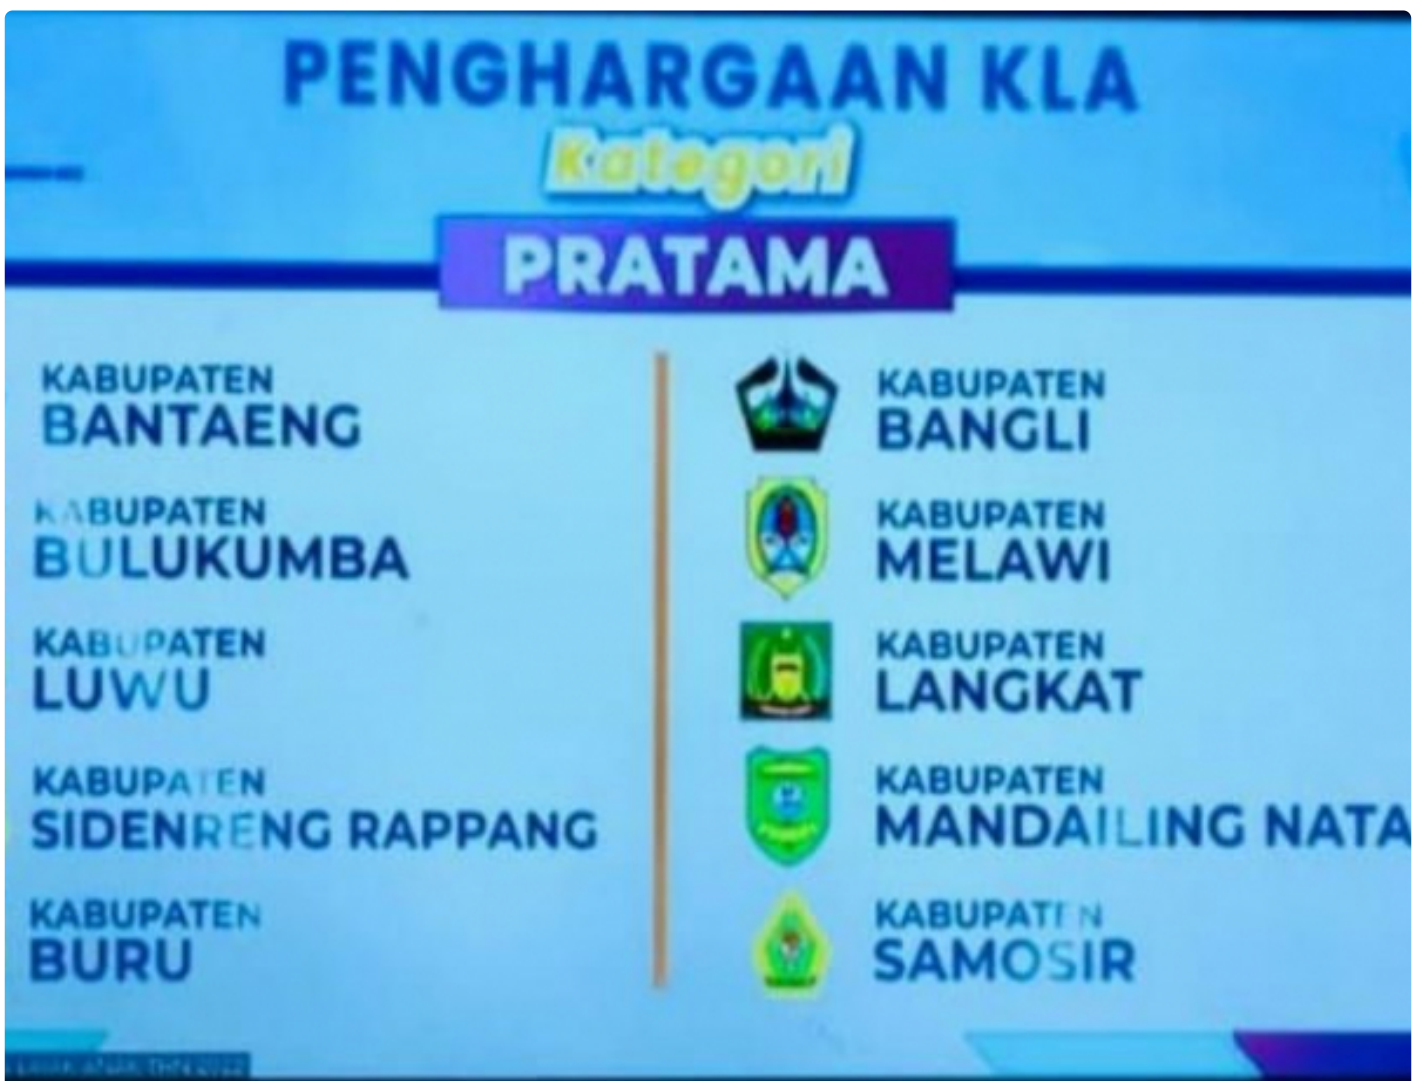 PENGHARGAAN KLA
Kategori
PRATAMA
KABUPATEN
BANTAENG
KABUPATEN
BULUKUMBA
KABUPATEN
LUWU
KABUPATEN
SIDENRENG RAPPANG
KABUPATEN
BURU
KABUPATEN
BANGLI
KABUPATEN
MELAWI
KABUPATEN
LANGKAT
KABUPATEN
MANDAILING NATA
KABUPATEN
SAMOSIR